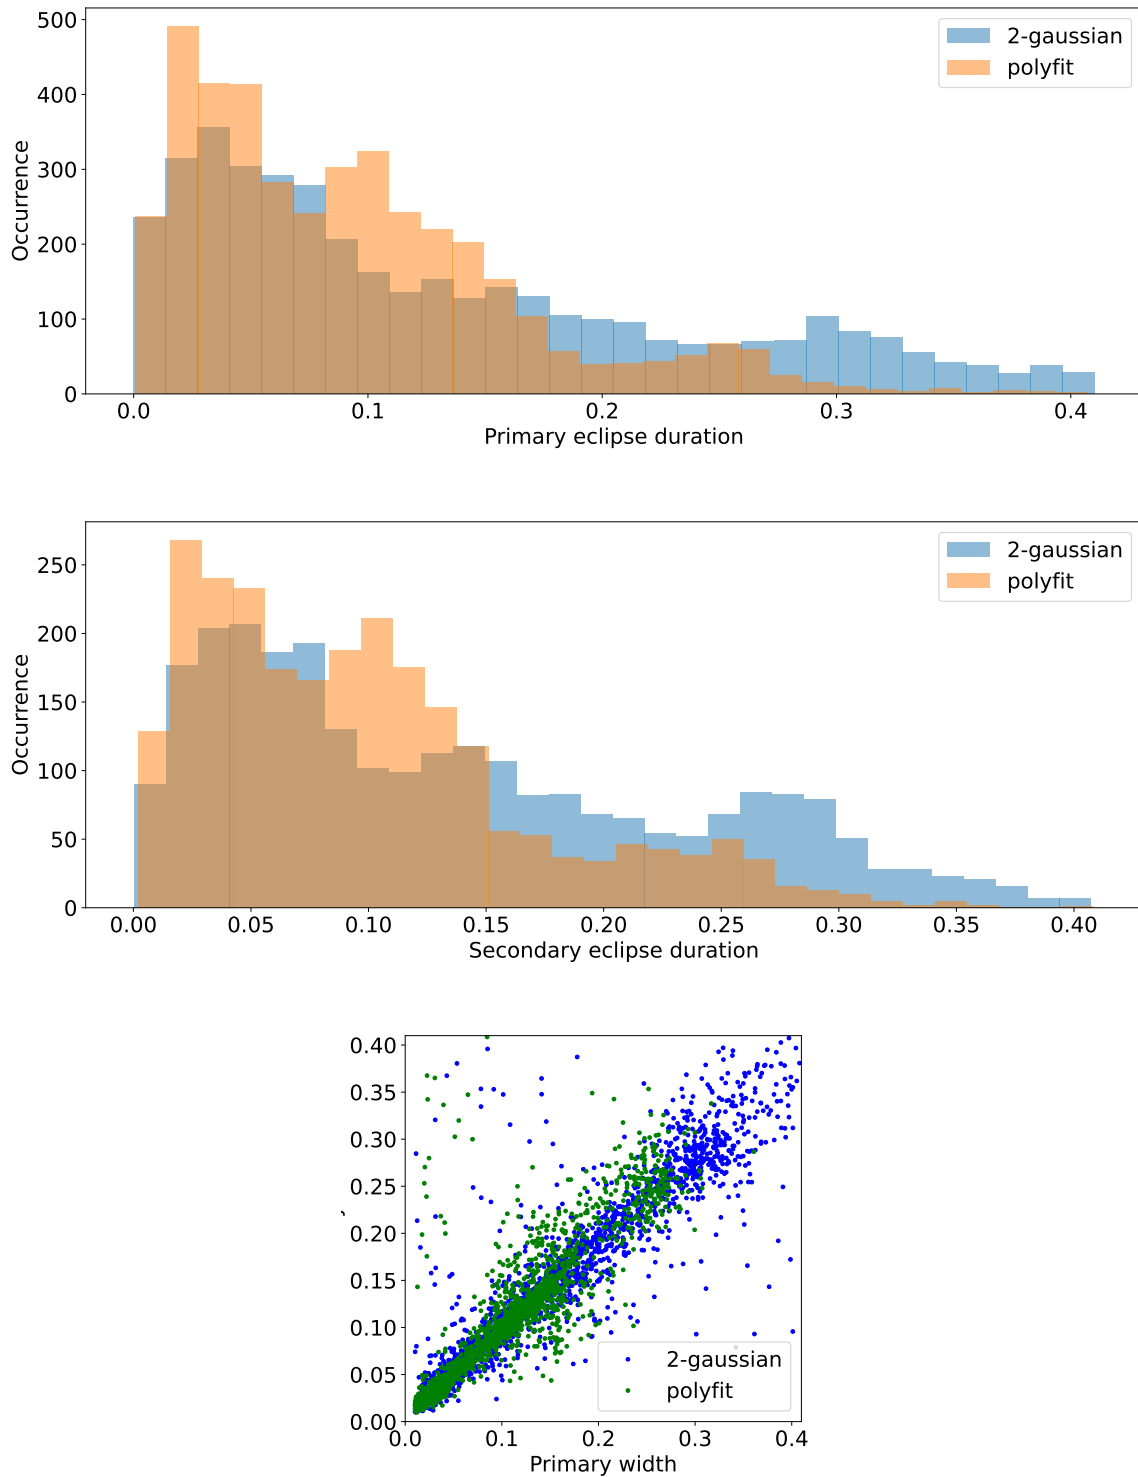 500
400
300
200
100
0
Occurrence
2-gaussian
polyfit
0.0 0.1 0.2 0.3 0.4
Primary eclipse duration
250
200
150
100
50
0
Occurrence
2-gaussian
polyfit
0.00 0.05 0.10 0.15 0.20 0.25 0.30 0.35 0.40
Secondary eclipse duration
0.40
0.35
0.30
0.25
0.20
0.15
0.10
0.05
0.00
2-gaussian
polyfit
0.0 0.1 0.2 0.3 0.4
Primary width